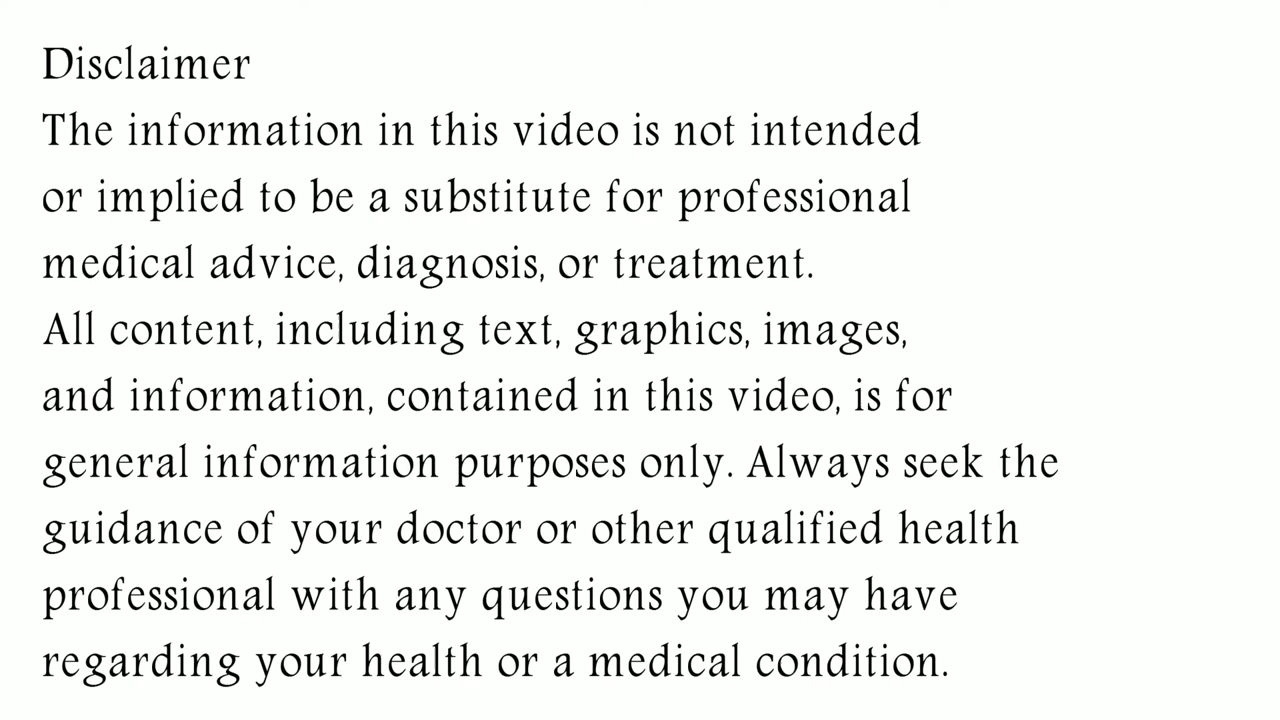 Disclaimer
The information in this video is not intended
or implied to be a substitute for professional
medical advice, diagnosis, or treatment.
All content, including text, graphics, images,
and information, contained in this video, is for
general information purposes only. Always seek the
guidance of your doctor or other qualified health
professional with any questions you may have
regarding your health or a medical condition.